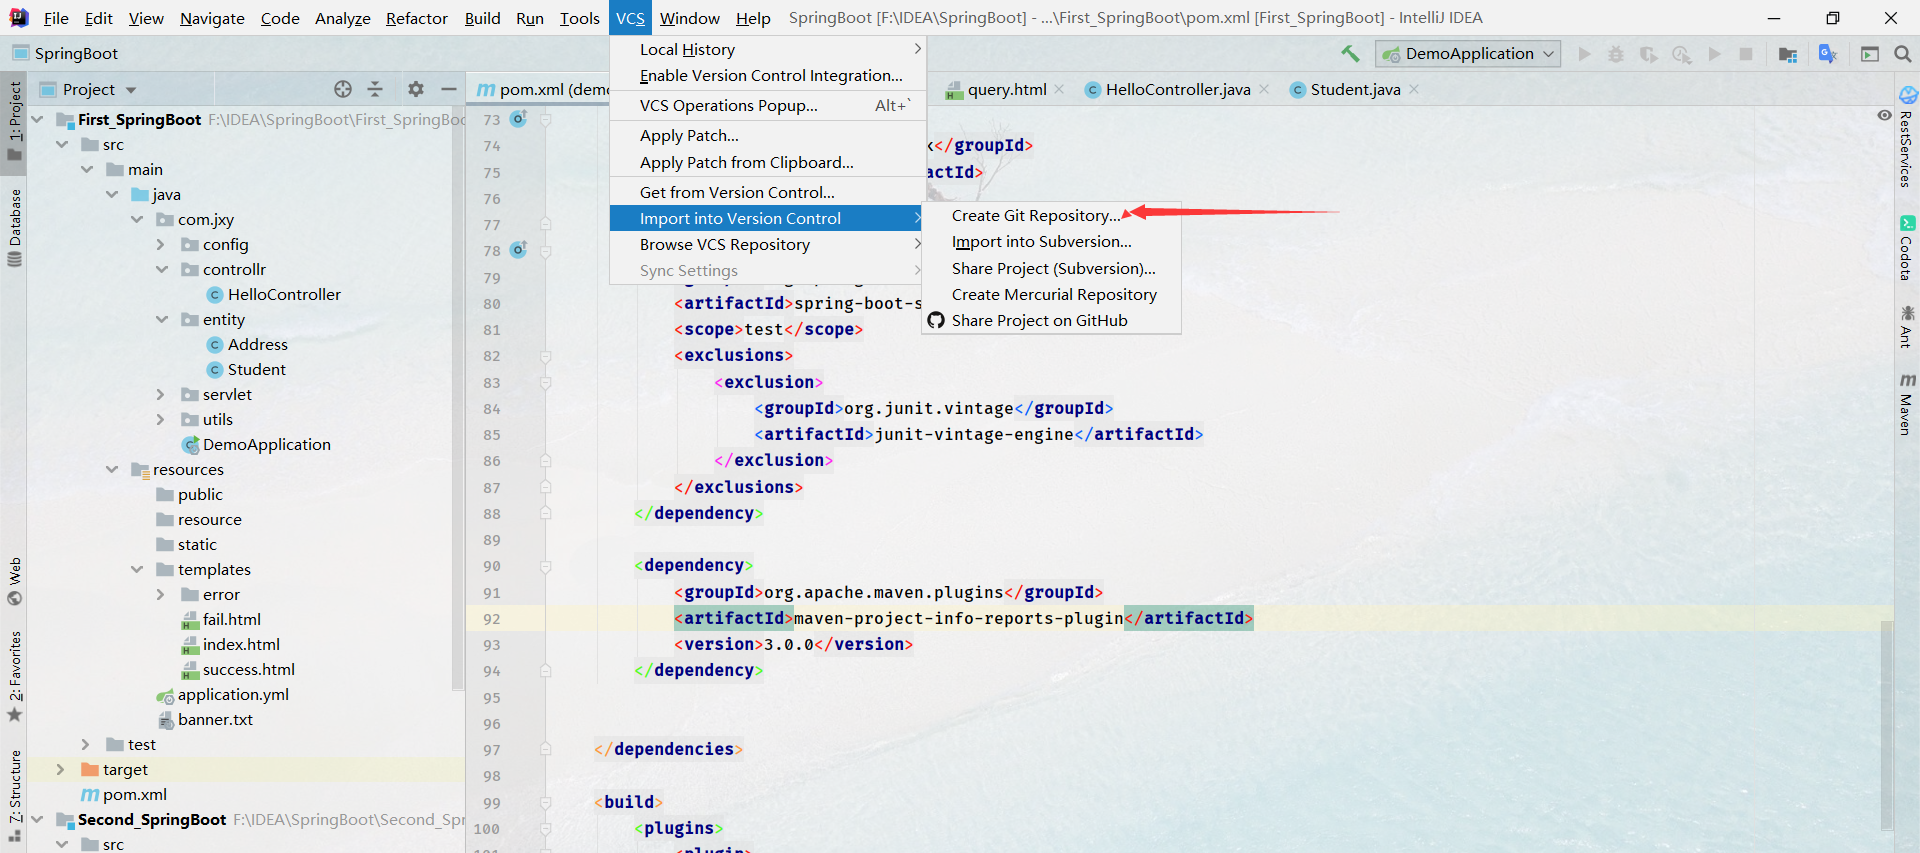 File Edit View Navigate Code Analyze Refactor Build Run Tools VCS Window Help SpringBoot [F:\IDEA\SpringBoot] - ...\First_SpringBoot\pom.xml [First_SpringBoot] - IntelliJ IDEA
SpringBoot
DemoApplication
Project
pom.xml (demo
query.html
HelloController.java
Student.java
1: Project
Database
Web
2: Favorites
7: Structure
First_SpringBoot F:\IDEA\SpringBoot\First_SpringBoo
src
main
java
com.jxy
config
controllr
HelloController
entity
Address
Student
servlet
utils
DemoApplication
resources
public
resource
static
templates
error
fail.html
index.html
success.html
application.yml
banner.txt
test
target
pom.xml
Second_SpringBoot F:\IDEA\SpringBoot\Second_Spr
src
Local History
Enable Version Control Integration...
VCS Operations Popup... Alt+`
Apply Patch...
Apply Patch from Clipboard...
Get from Version Control...
Import into Version Control
Browse VCS Repository
Sync Settings
Create Git Repository...
Import into Subversion...
Share Project (Subversion)...
Create Mercurial Repository
Share Project on GitHub
73
74 k</groupId>
75 actId>
76
77
78
79
80 <artifactId>spring-boot-s
81 <scope>test</scope>
82 <exclusions>
83 <exclusion>
84 <groupId>org.junit.vintage</groupId>
85 <artifactId>junit-vintage-engine</artifactId>
86 </exclusion>
87 </exclusions>
88 </dependency>
89
90 <dependency>
91 <groupId>org.apache.maven.plugins</groupId>
92 <artifactId>maven-project-info-reports-plugin</artifactId>
93 <version>3.0.0</version>
94 </dependency>
95
96
97 </dependencies>
98
99 <build>
100 <plugins>
RestServices
Codota
Ant
Maven